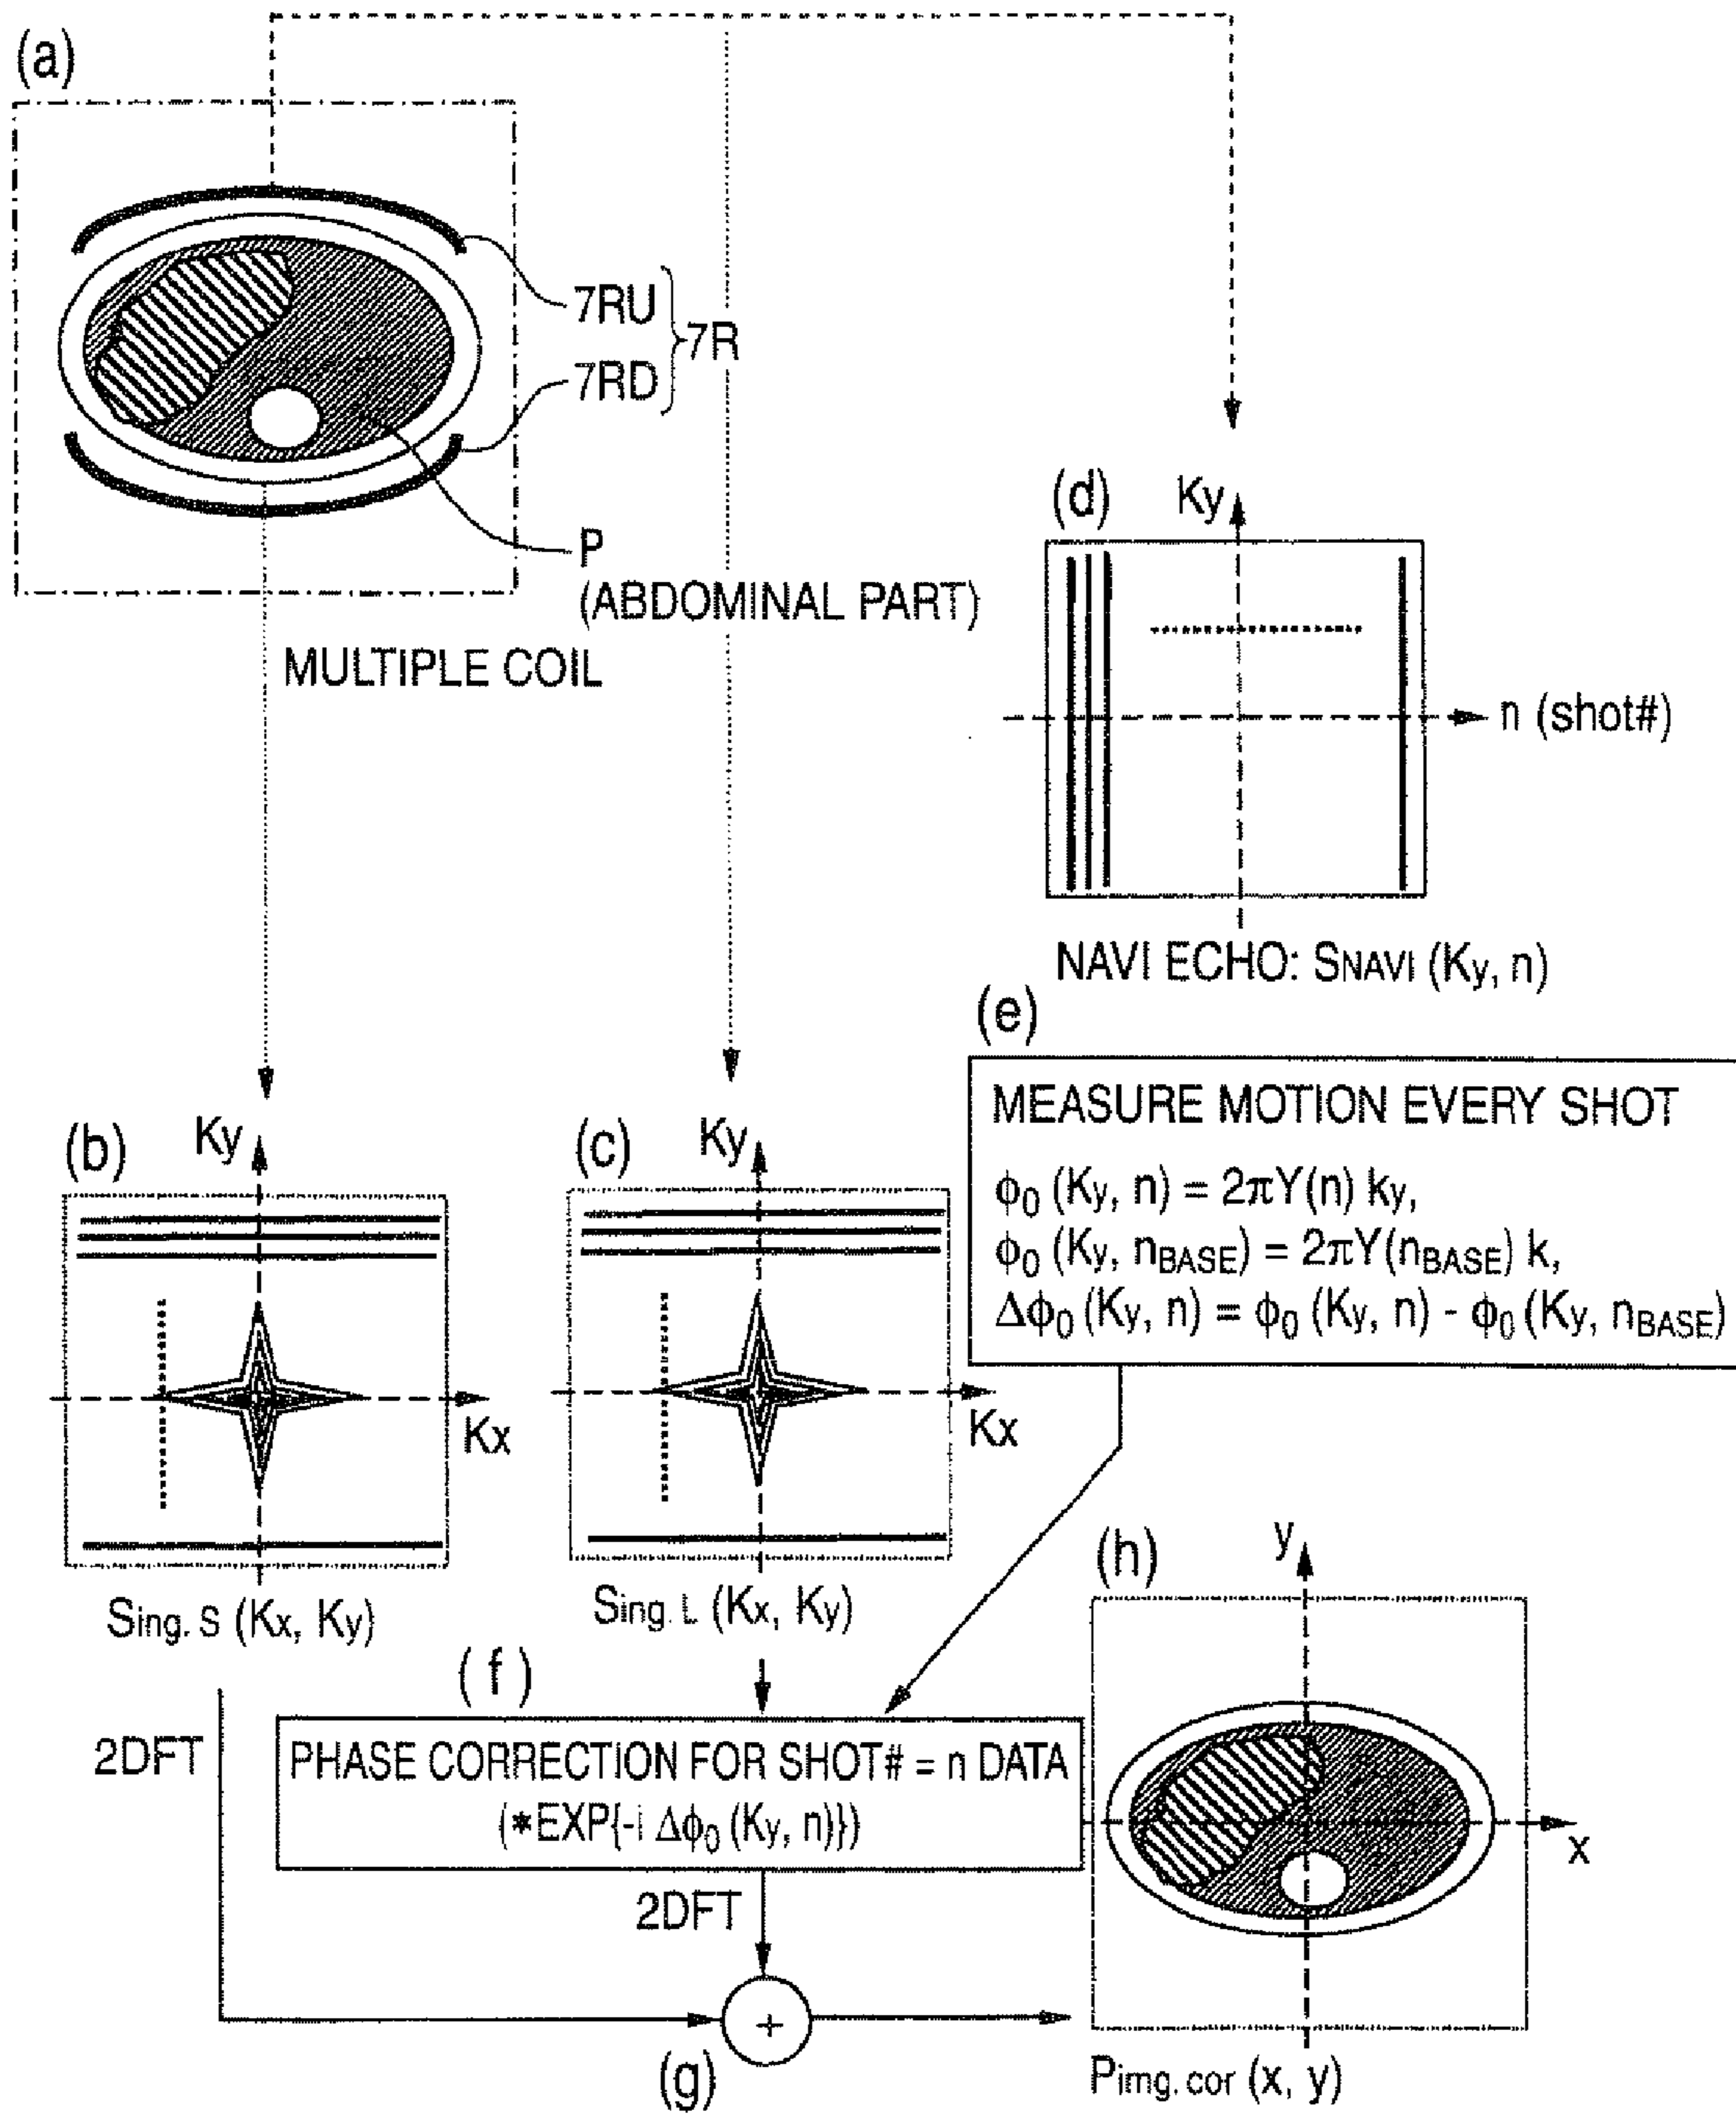 (a)
7RU
7R
7RD
P
(ABDOMINAL PART)
MULTIPLE COIL
(d)
Ky
n (shot#)
NAVI ECHO: SNAVI (Ky, n)
(e)
MEASURE MOTION EVERY SHOT
ϕ₀ (Ky, n) = 2πY(n) ky,
ϕ₀ (Ky, nBASE) = 2πY(nBASE) k,
Δϕ₀ (Ky, n) = ϕ₀ (Ky, n) - ϕ₀ (Ky, nBASE)
(b)
Ky
Kx
Sing. S (Kx, Ky)
(c)
Ky
Kx
Sing. L (Kx, Ky)
(f)
2DFT
PHASE CORRECTION FOR SHOT# = n DATA
(*EXP{-i Δϕ₀ (Ky, n)})
2DFT
+
(g)
(h)
y
x
Pimg. cor (x, y)